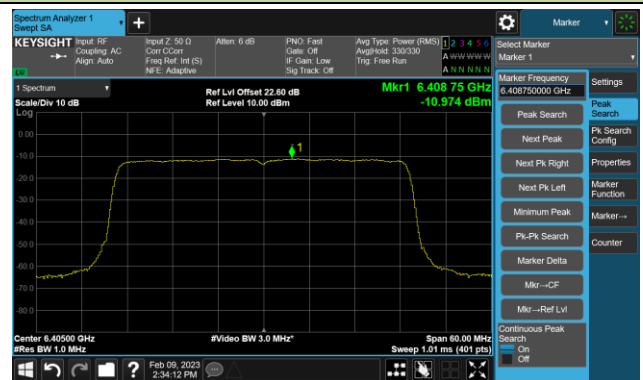 Spectrum Analyzer 1
Swept SA
Marker
KEYSIGHT
Input: RF
Coupling: AC
Align: Auto
Input Z: 50 Ω
Corr CCorr
Freq Ref: Int (S)
NFE: Adaptive
Atten: 6 dB
PNO: Fast
Gate: Off
IF Gain: Low
Sig Track: Off
Avg Type: Power (RMS)
Avg|Hold: 330/330
Trig: Free Run
1 2 3 4 5 6
A W W W W W
A N N N N N
Select Marker
Marker 1
LU
1 Spectrum
Scale/Div 10 dB
Log
Ref Lvl Offset 22.60 dB
Ref Level 10.00 dBm
Mkr1 6.408 75 GHz
-10.974 dBm
0.00
-10.0
-20.0
-30.0
-40.0
-50.0
-60.0
-70.0
-80.0
1
Center 6.40500 GHz
#Res BW 1.0 MHz
#Video BW 3.0 MHz*
Span 60.00 MHz
Sweep 1.01 ms (401 pts)
Marker Frequency
6.408750000 GHz
Peak Search
Next Peak
Next Pk Right
Next Pk Left
Minimum Peak
Pk-Pk Search
Marker Delta
Mkr→CF
Mkr→Ref Lvl
Continuous Peak
Search
On
Off
Settings
Peak
Search
Pk Search
Config
Properties
Marker
Function
Marker→
Counter
?
Feb 09, 2023
2:34:12 PM